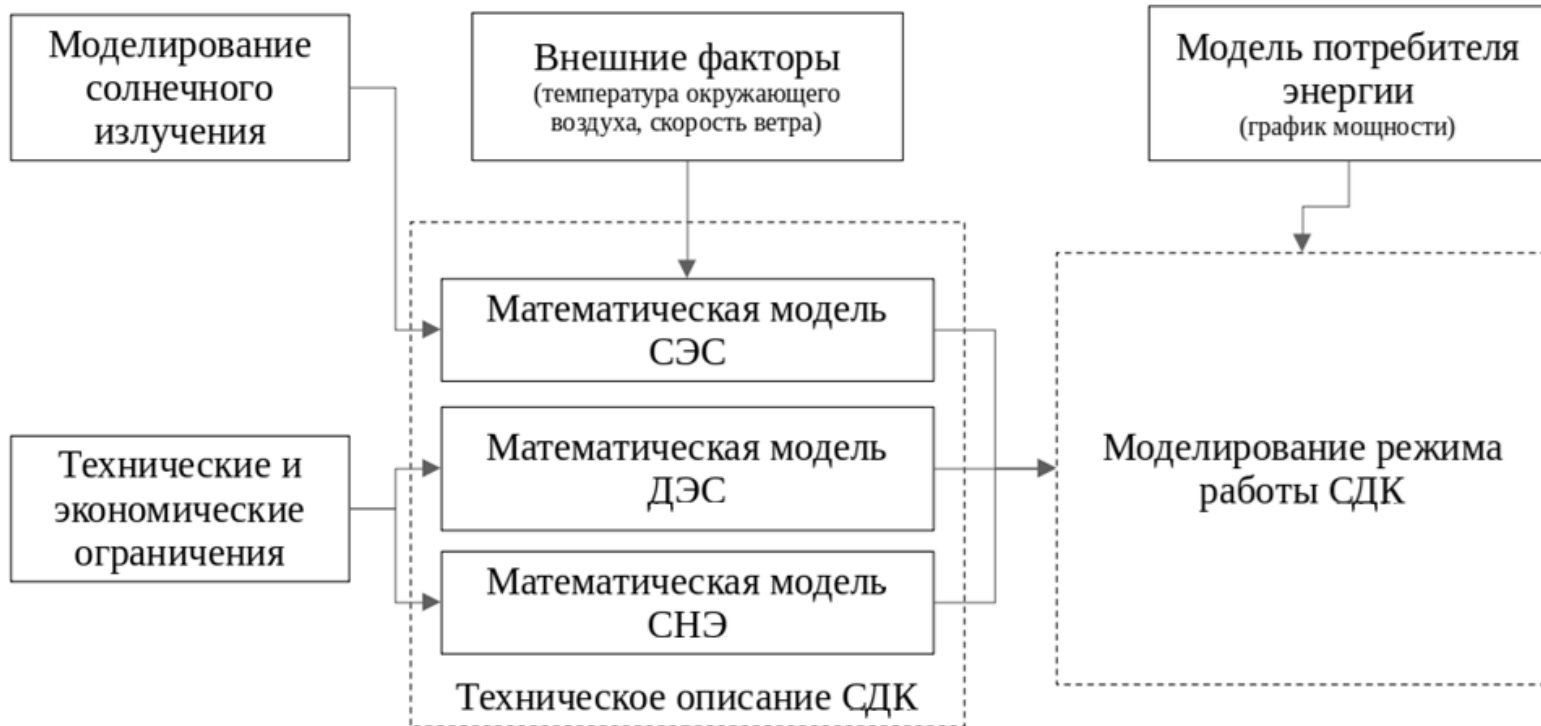 Моделирование
солнечного
излучения
Внешние факторы
(температура окружающего
воздуха, скорость ветра)
Модель потребителя
энергии
(график мощности)
Математическая модель
СЭС
Технические и
экономические
ограничения
Математическая модель
ДЭС
Математическая модель
СНЭ
Техническое описание СДК
Моделирование режима
работы СДК